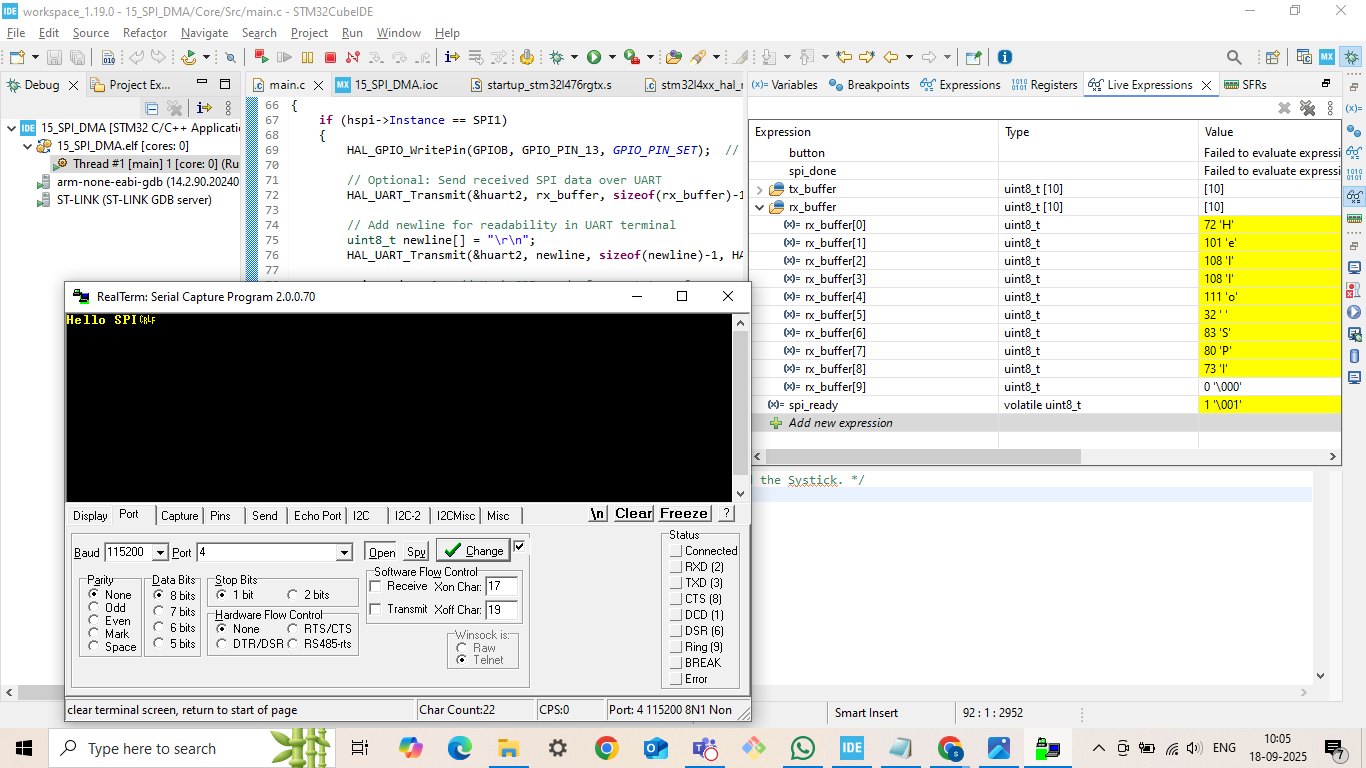 workspace_1.19.0 - 15_SPI_DMA/Core/Src/main.c - STM32CubeIDE
File Edit Source Refactor Navigate Search Project Run Window Help
Debug Project Ex...
15_SPI_DMA [STM32 C/C++ Applicatio
15_SPI_DMA.elf [cores: 0]
Thread #1 [main] 1 [core: 0] (Ru
arm-none-eabi-gdb (14.2.90.20240
ST-LINK (ST-LINK GDB server)
main.c 15_SPI_DMA.ioc startup_stm32l476rgtx.s stm32l4xx_hal_
66 {
67 if (hspi->Instance == SPI1)
68 {
69 HAL_GPIO_WritePin(GPIOB, GPIO_PIN_13, GPIO_PIN_SET); //
70
71 // Optional: Send received SPI data over UART
72 HAL_UART_Transmit(&huart2, rx_buffer, sizeof(rx_buffer)-1
73
74 // Add newline for readability in UART terminal
75 uint8_t newline[] = "\r\n";
76 HAL_UART_Transmit(&huart2, newline, sizeof(newline)-1, HA
77
(x)= Variables Breakpoints Expressions Registers Live Expressions SFRs
Expression Type Value
button Failed to evaluate expressi
spi_done Failed to evaluate expressi
tx_buffer uint8_t [10] [10]
rx_buffer uint8_t [10] [10]
(x)= rx_buffer[0] uint8_t 72 'H'
(x)= rx_buffer[1] uint8_t 101 'e'
(x)= rx_buffer[2] uint8_t 108 'l'
(x)= rx_buffer[3] uint8_t 108 'l'
(x)= rx_buffer[4] uint8_t 111 'o'
(x)= rx_buffer[5] uint8_t 32 ' '
(x)= rx_buffer[6] uint8_t 83 'S'
(x)= rx_buffer[7] uint8_t 80 'P'
(x)= rx_buffer[8] uint8_t 73 'I'
(x)= rx_buffer[9] uint8_t 0 '\000'
(x)= spi_ready volatile uint8_t 1 '\001'
Add new expression
the Systick. */
RealTerm: Serial Capture Program 2.0.0.70
Hello SPI CR LF
Display Port Capture Pins Send Echo Port I2C I2C-2 I2CMisc Misc \n Clear Freeze ?
Baud 115200 Port 4 Open Spy Change
Parity
None
Odd
Even
Mark
Space
Data Bits
8 bits
7 bits
6 bits
5 bits
Stop Bits
1 bit 2 bits
Hardware Flow Control
None RTS/CTS
DTR/DSR RS485-rts
Software Flow Control
Receive Xon Char: 17
Transmit Xoff Char: 19
Winsock is:
Raw
Telnet
Status
Connected
RXD (2)
TXD (3)
CTS (8)
DCD (1)
DSR (6)
Ring (9)
BREAK
Error
clear terminal screen, return to start of page Char Count:22 CPS:0 Port: 4 115200 8N1 Non
Smart Insert 92 : 1 : 2952
Type here to search
ENG
10:05
18-09-2025
7